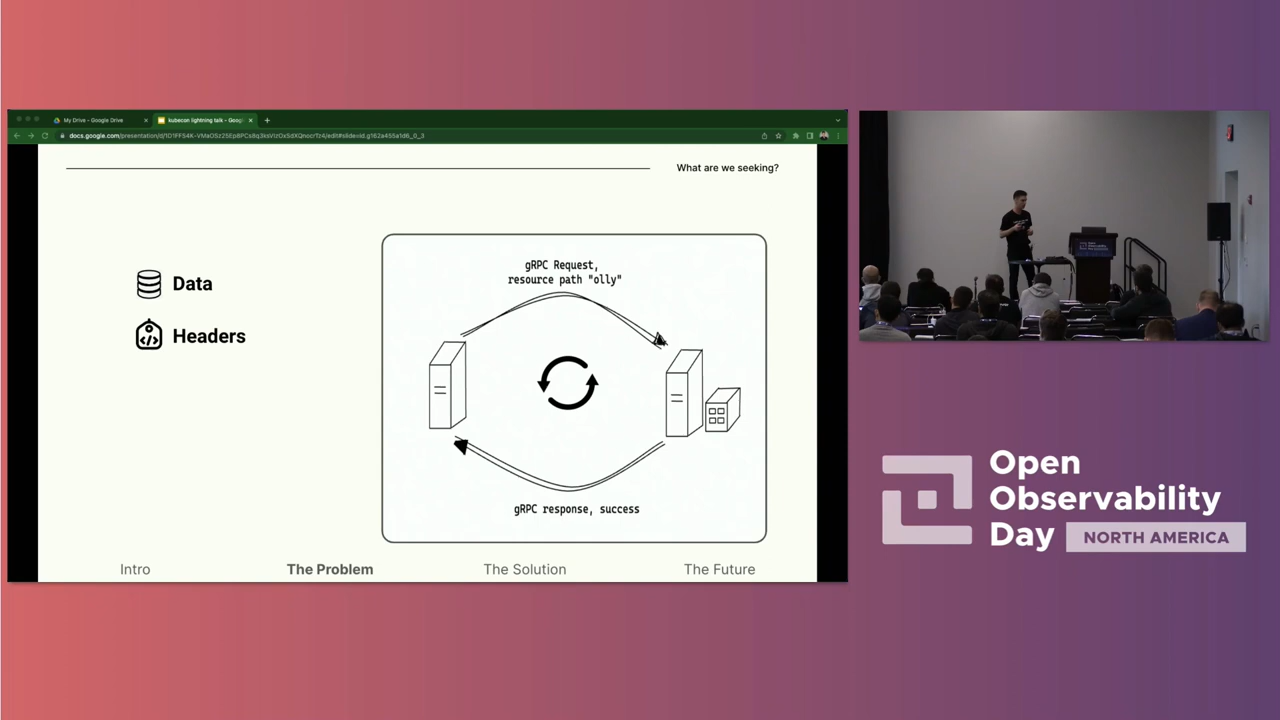 My Drive - Google Drive
kubecon lightning talk - Goog
What are we seeking?
Data
Headers
gRPC Request,
resource path "olly"
gRPC response, success
Intro
The Problem
The Solution
The Future
Open
Observability
Day
NORTH AMERICA